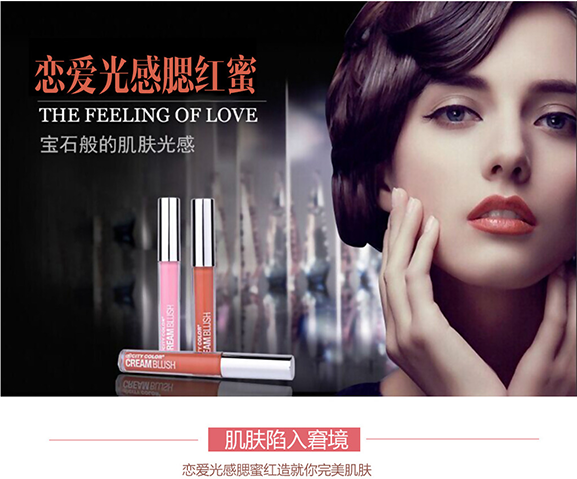 恋爱光感腮红蜜
THE FEELING OF LOVE
宝石般的肌肤光感
CREAM BLUSH
CREAM BLUSH
CITY COLOR
CREAM BLUSH
肌肤陷入窘境
恋爱光感腮蜜红造就你完美肌肤